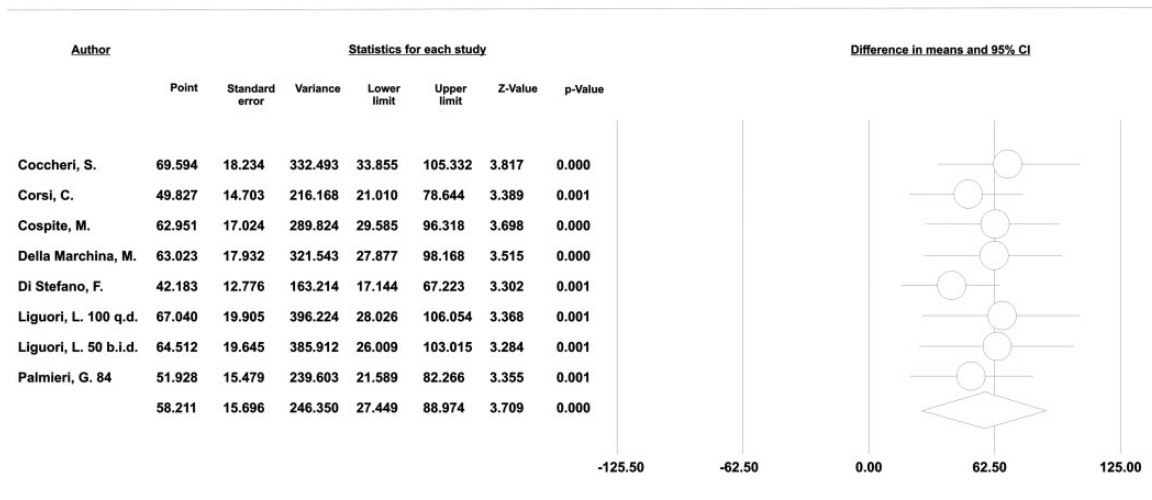 Author Statistics for each study Difference in means and 95% CI
Point Standard error Variance Lower limit Upper limit Z-Value p-Value
Coccheri, S. 69.594 18.234 332.493 33.855 105.332 3.817 0.000
Corsi, C. 49.827 14.703 216.168 21.010 78.644 3.389 0.001
Cospite, M. 62.951 17.024 289.824 29.585 96.318 3.698 0.000
Della Marchina, M. 63.023 17.932 321.543 27.877 98.168 3.515 0.000
Di Stefano, F. 42.183 12.776 163.214 17.144 67.223 3.302 0.001
Liguori, L. 100 q.d. 67.040 19.905 396.224 28.026 106.054 3.368 0.001
Liguori, L. 50 b.i.d. 64.512 19.645 385.912 26.009 103.015 3.284 0.001
Palmieri, G. 84 51.928 15.479 239.603 21.589 82.266 3.355 0.001
58.211 15.696 246.350 27.449 88.974 3.709 0.000
-125.50 -62.50 0.00 62.50 125.00